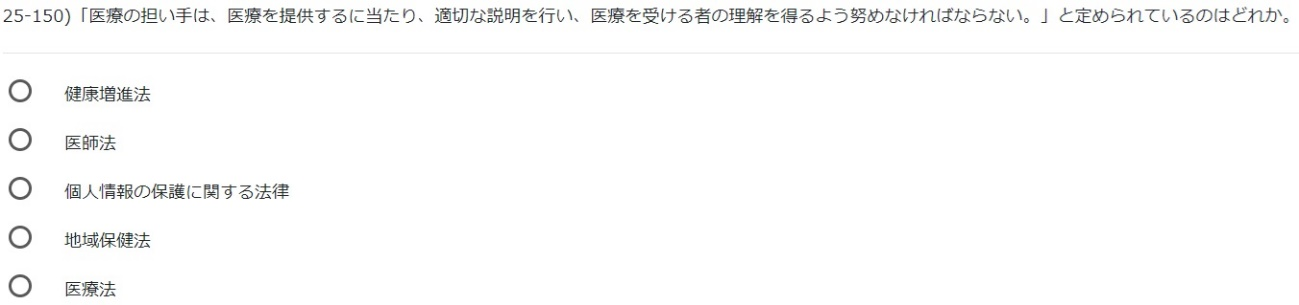 25-150)「医療の担い手は、医療を提供するに当たり、適切な説明を行い、医療を受ける者の理解を得るよう努めなければならない。」と定められているのはどれか。
健康増進法
医師法
個人情報の保護に関する法律
地域保健法
医療法